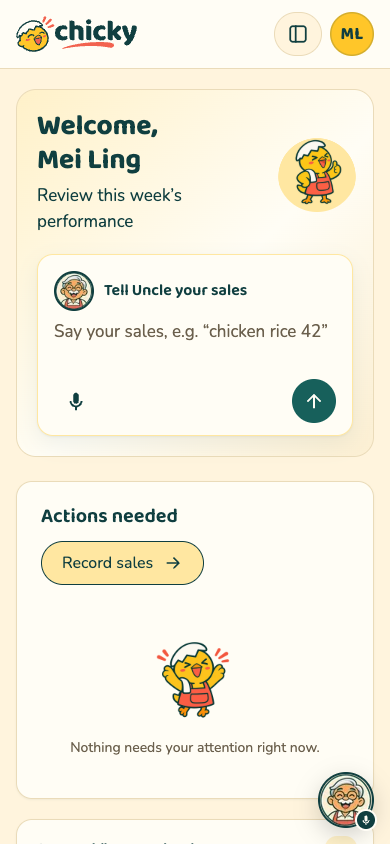 chicky
ML
Welcome,
Mei Ling
Review this week’s
performance
Tell Uncle your sales
Say your sales, e.g. “chicken rice 42”
Actions needed
Record sales
Nothing needs your attention right now.